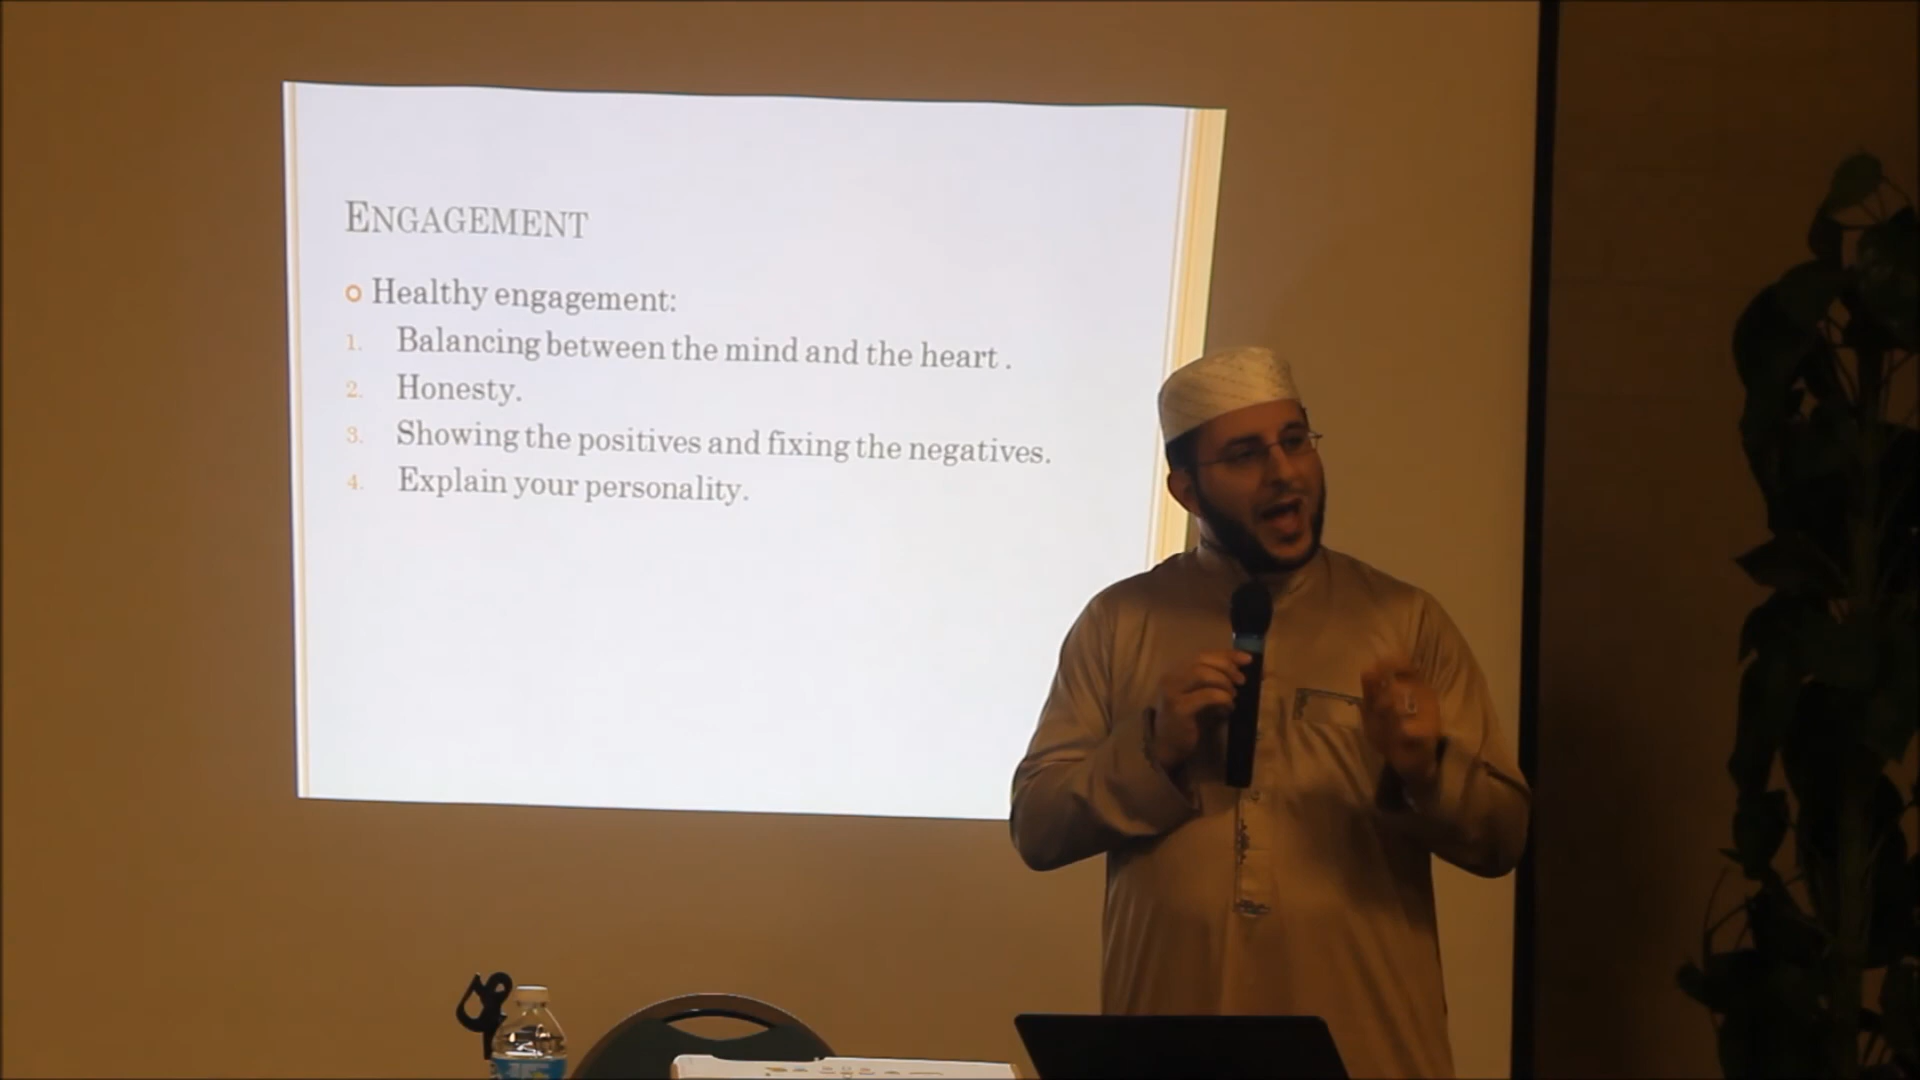 ENGAGEMENT
Healthy engagement:
1. Balancing between the mind and the heart .
2. Honesty.
3. Showing the positives and fixing the negatives.
4. Explain your personality.